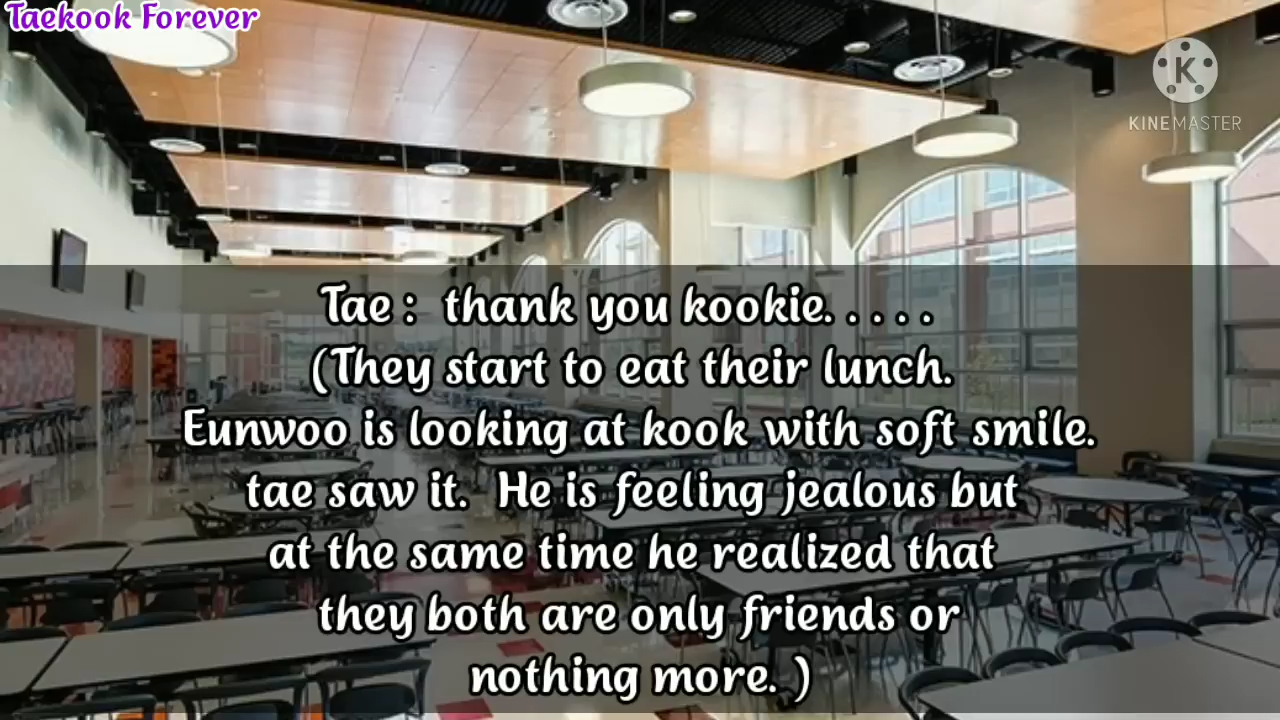 Taekook Forever
K
KINEMASTER
Tae :  thank you kookie. . . . .
(They start to eat their lunch.
Eunwoo is looking at kook with soft smile.
tae saw it.  He is feeling jealous but
at the same time he realized that
they both are only friends or
nothing more. )